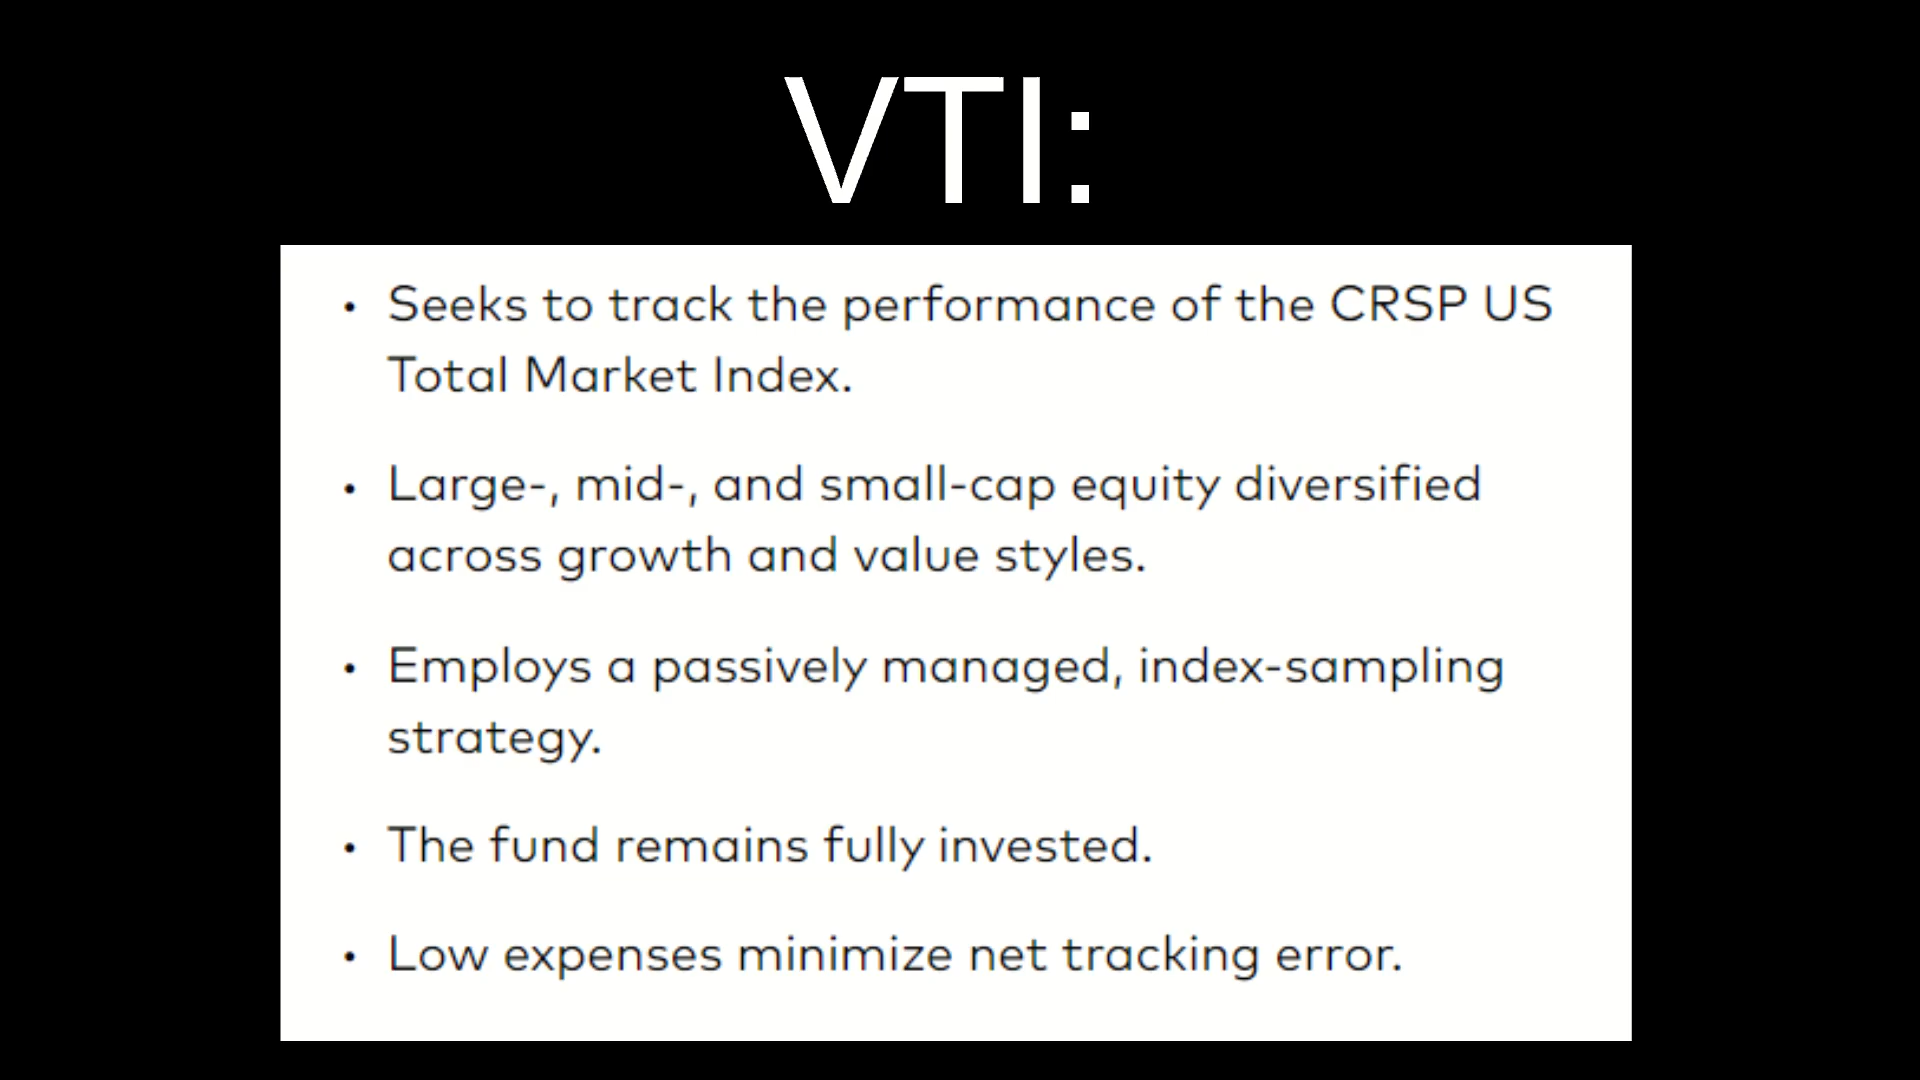 VTI:
• Seeks to track the performance of the CRSP US
Total Market Index.
• Large-, mid-, and small-cap equity diversified
across growth and value styles.
• Employs a passively managed, index-sampling
strategy.
• The fund remains fully invested.
• Low expenses minimize net tracking error.